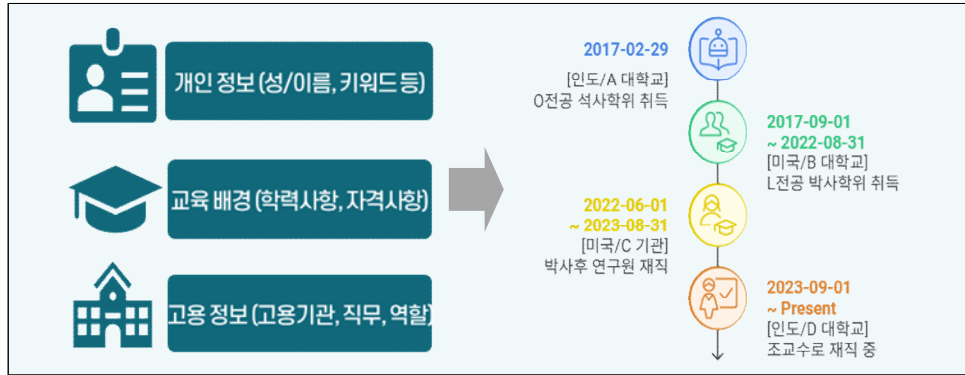 개인 정보 (성/이름, 키워드 등)
교육 배경 (학력사항, 자격사항)
고용 정보 (고용기관, 직무, 역할)
2017-02-29
[인도/A 대학교]
O전공 석사학위 취득
2017-09-01
~ 2022-08-31
[미국/B 대학교]
L전공 박사학위 취득
2022-06-01
~ 2023-08-31
[미국/C 기관]
박사후 연구원 재직
2023-09-01
~ Present
[인도/D 대학교]
조교수로 재직 중